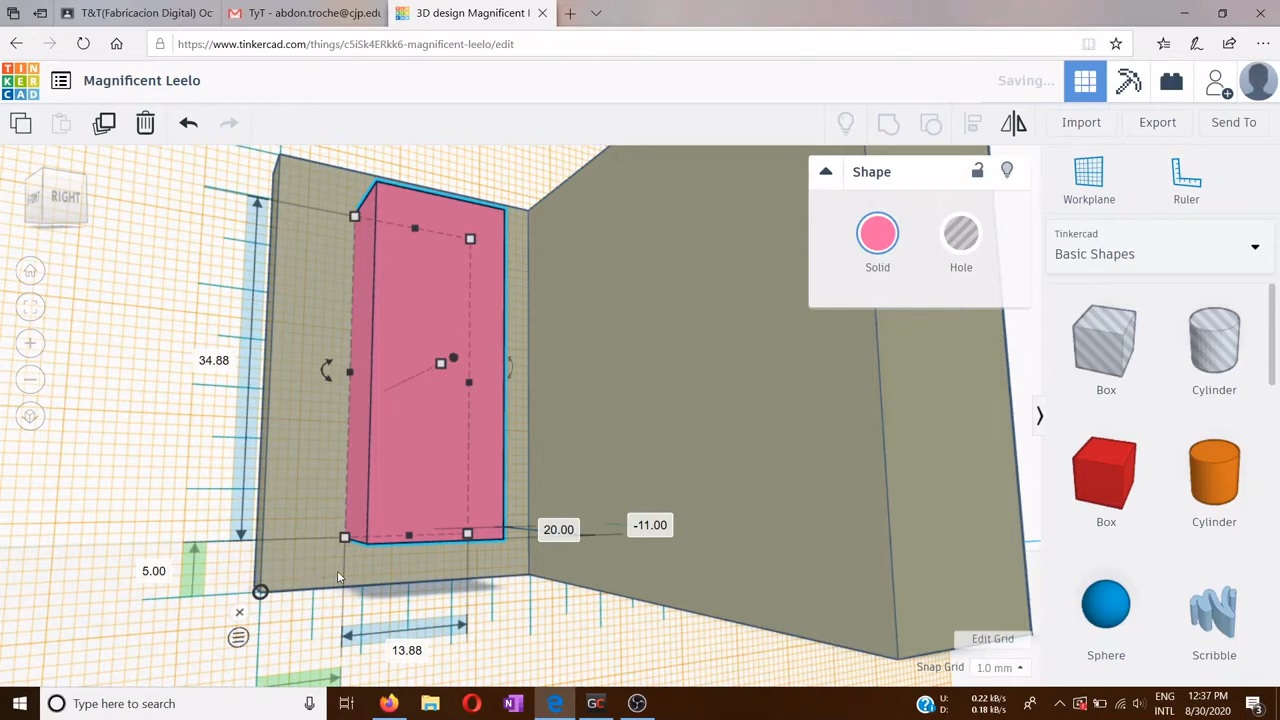 T&T(Fabricacion Digital) Oc
TyT - abdon.troche@cjp.edu
3D design Magnificent l
https://www.tinkercad.com/things/c5iSk4ERkk6-magnificent-leelo/edit
TIN
KER
CAD
Magnificent Leelo
Saving...
Import
Export
Send To
RIGHT
Shape
Solid
Hole
Workplane
Ruler
Tinkercad
Basic Shapes
34.88
20.00
-11.00
5.00
13.88
Box
Cylinder
Box
Cylinder
Sphere
Scribble
Edit Grid
Snap Grid
1.0 mm
Type here to search
GC
U:
D:
0.22 kB/s
0.18 kB/s
ENG
INTL
12:37 PM
8/30/2020
3